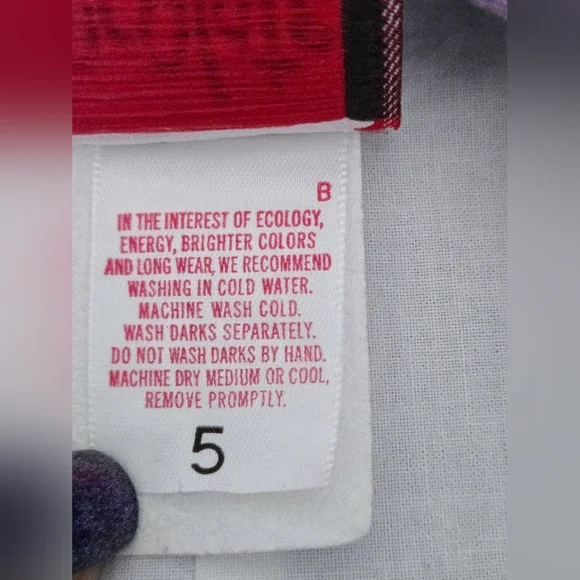 B
IN THE INTEREST OF ECOLOGY,
ENERGY, BRIGHTER COLORS
AND LONG WEAR, WE RECOMMEND
WASHING IN COLD WATER.
MACHINE WASH COLD.
WASH DARKS SEPARATELY.
DO NOT WASH DARKS BY HAND.
MACHINE DRY MEDIUM OR COOL,
REMOVE PROMPTLY.
5